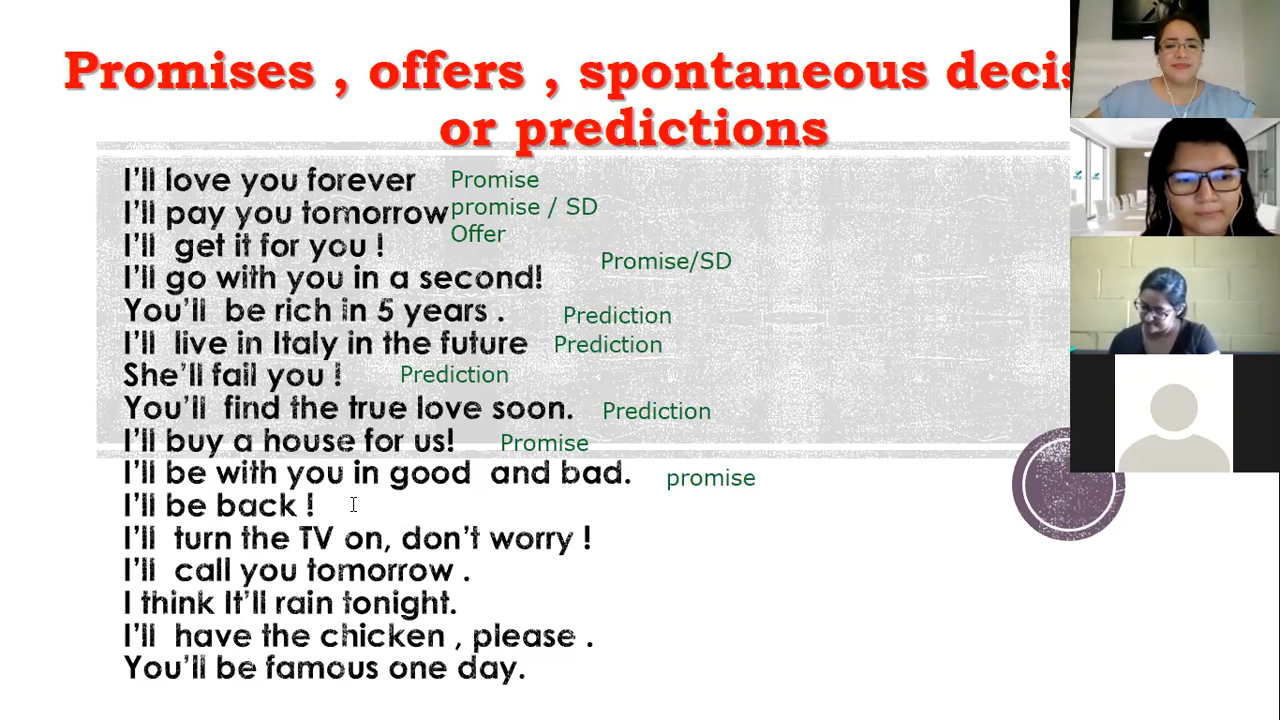 Promises , offers , spontaneous decis
or predictions
I'll love you forever Promise
I'll pay you tomorrow promise / SD
I'll get it for you ! Offer
I'll go with you in a second! Promise/SD
You'll be rich in 5 years . Prediction
I'll live in Italy in the future Prediction
She'll fail you ! Prediction
You'll find the true love soon. Prediction
I'll buy a house for us! Promise
I'll be with you in good and bad. promise
I'll be back !
I'll turn the TV on, don't worry !
I'll call you tomorrow .
I think It'll rain tonight.
I'll have the chicken , please .
You'll be famous one day.